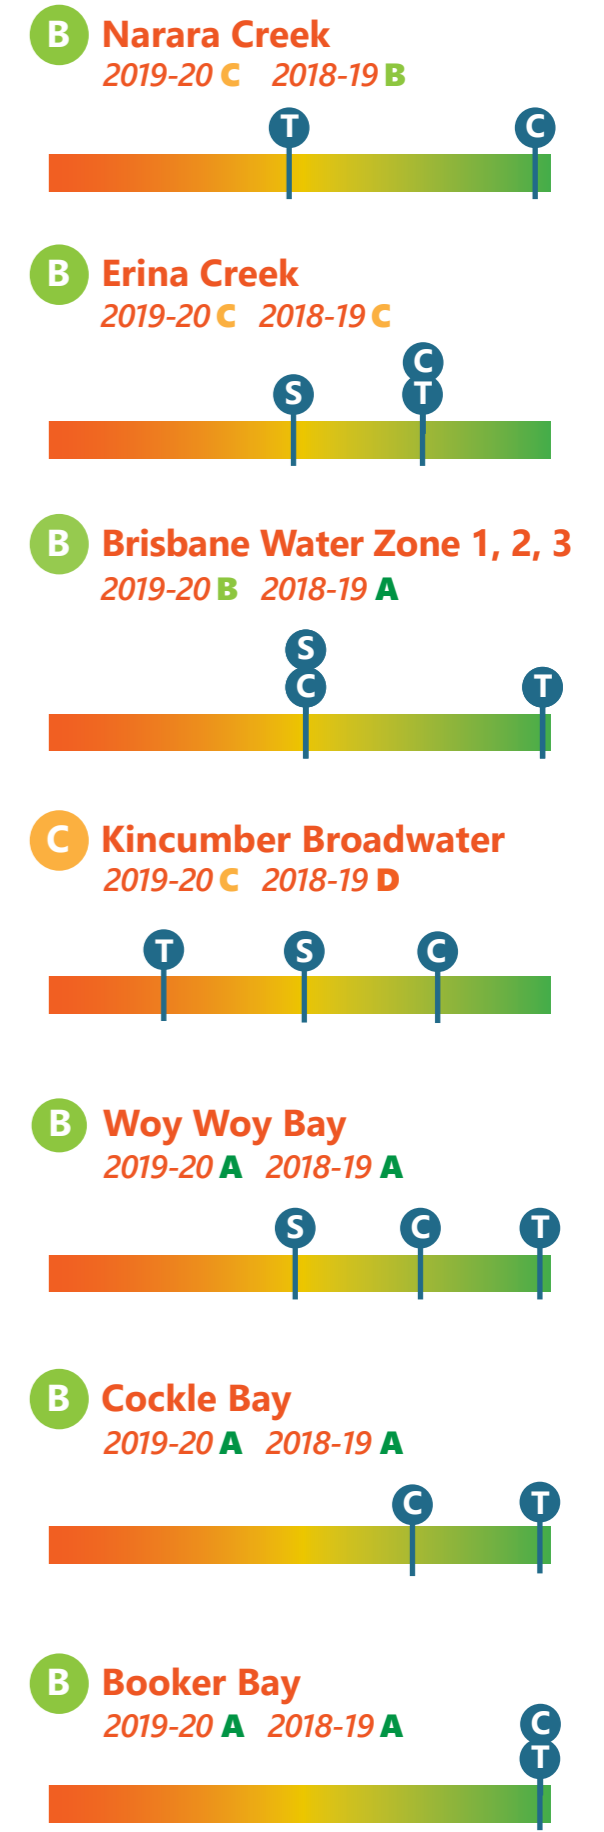 B Narara Creek
2019-20 C 2018-19 B
T C
B Erina Creek
2019-20 C 2018-19 C
C
S T
B Brisbane Water Zone 1, 2, 3
2019-20 B 2018-19 A
S
C T
C Kincumber Broadwater
2019-20 C 2018-19 D
T S C
B Woy Woy Bay
2019-20 A 2018-19 A
S C T
B Cockle Bay
2019-20 A 2018-19 A
C T
B Booker Bay
2019-20 A 2018-19 A
C
T